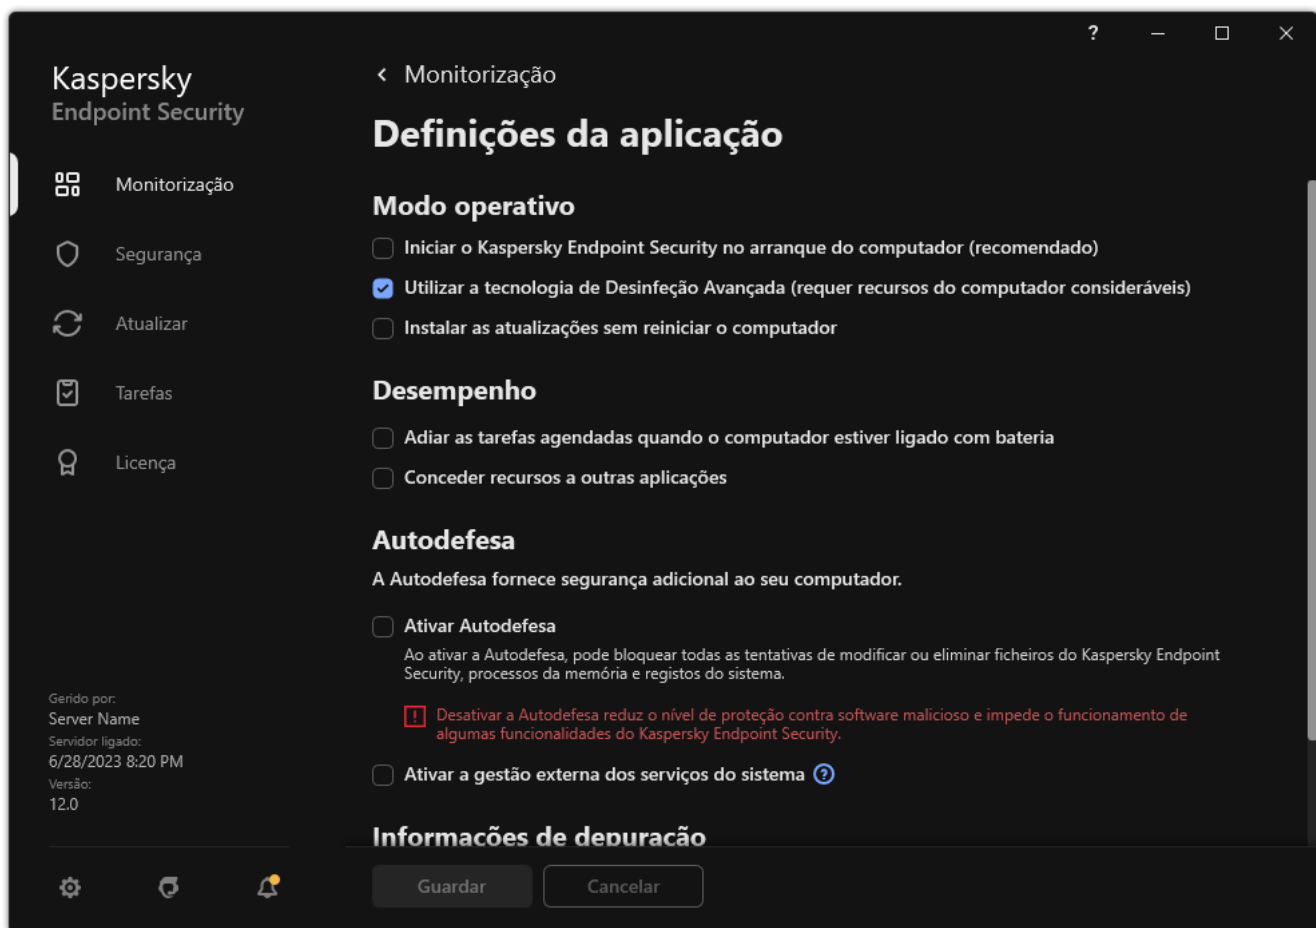 ?
Kaspersky
Endpoint Security
Monitorização
Segurança
Atualizar
Tarefas
Licença
Gerido por:
Server Name
Servidor ligado:
6/28/2023 8:20 PM
Versão:
12.0
Monitorização
Definições da aplicação
Modo operativo
Iniciar o Kaspersky Endpoint Security no arranque do computador (recomendado)
Utilizar a tecnologia de Desinfeção Avançada (requer recursos do computador consideráveis)
Instalar as atualizações sem reiniciar o computador
Desempenho
Adiar as tarefas agendadas quando o computador estiver ligado com bateria
Conceder recursos a outras aplicações
Autodefesa
A Autodefesa fornece segurança adicional ao seu computador.
Ativar Autodefesa
Ao ativar a Autodefesa, pode bloquear todas as tentativas de modificar ou eliminar ficheiros do Kaspersky Endpoint
Security, processos da memória e registos do sistema.
! Desativar a Autodefesa reduz o nível de proteção contra software malicioso e impede o funcionamento de
algumas funcionalidades do Kaspersky Endpoint Security.
Ativar a gestão externa dos serviços do sistema ?
Informações de depuração
Guardar
Cancelar